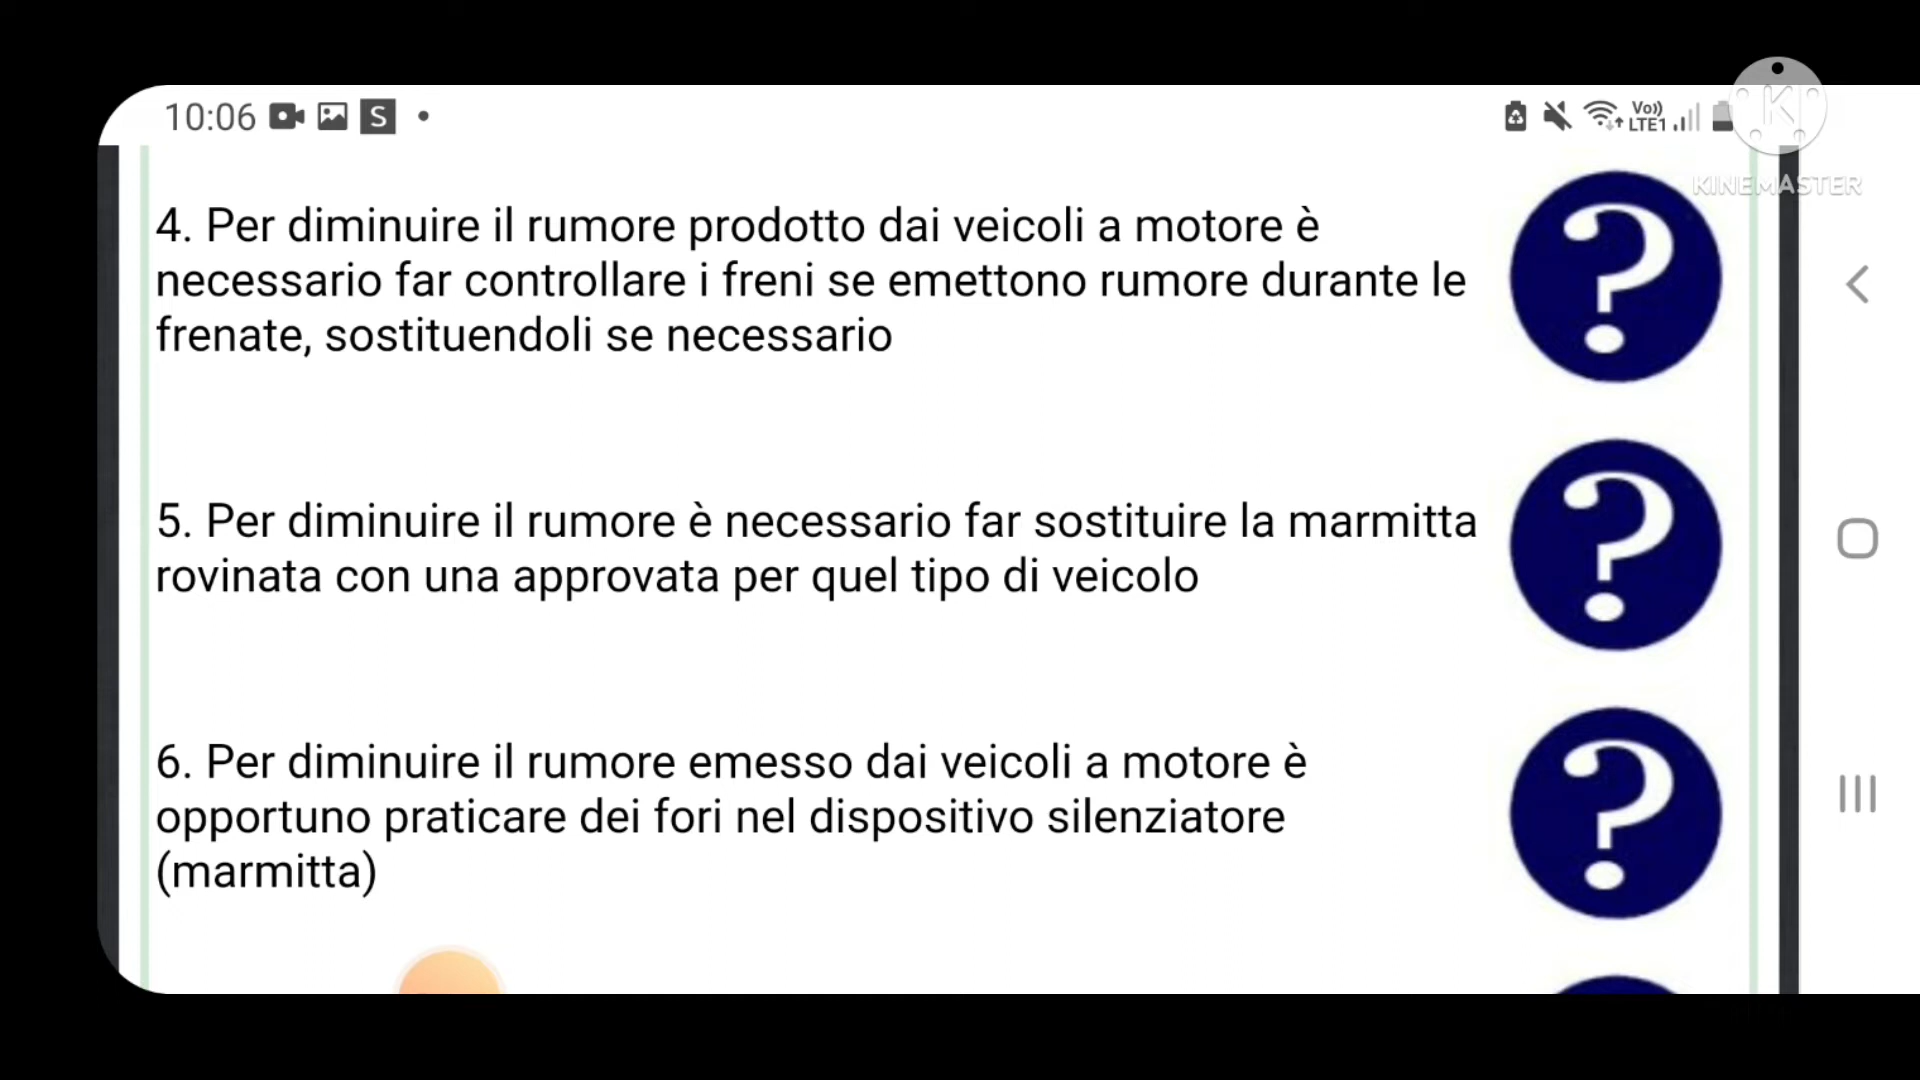 10:06 S
Vo))
LTE1
K
KINEMASTER
4. Per diminuire il rumore prodotto dai veicoli a motore è
necessario far controllare i freni se emettono rumore durante le
frenate, sostituendoli se necessario
?
5. Per diminuire il rumore è necessario far sostituire la marmitta
rovinata con una approvata per quel tipo di veicolo
?
6. Per diminuire il rumore emesso dai veicoli a motore è
opportuno praticare dei fori nel dispositivo silenziatore
(marmitta)
?